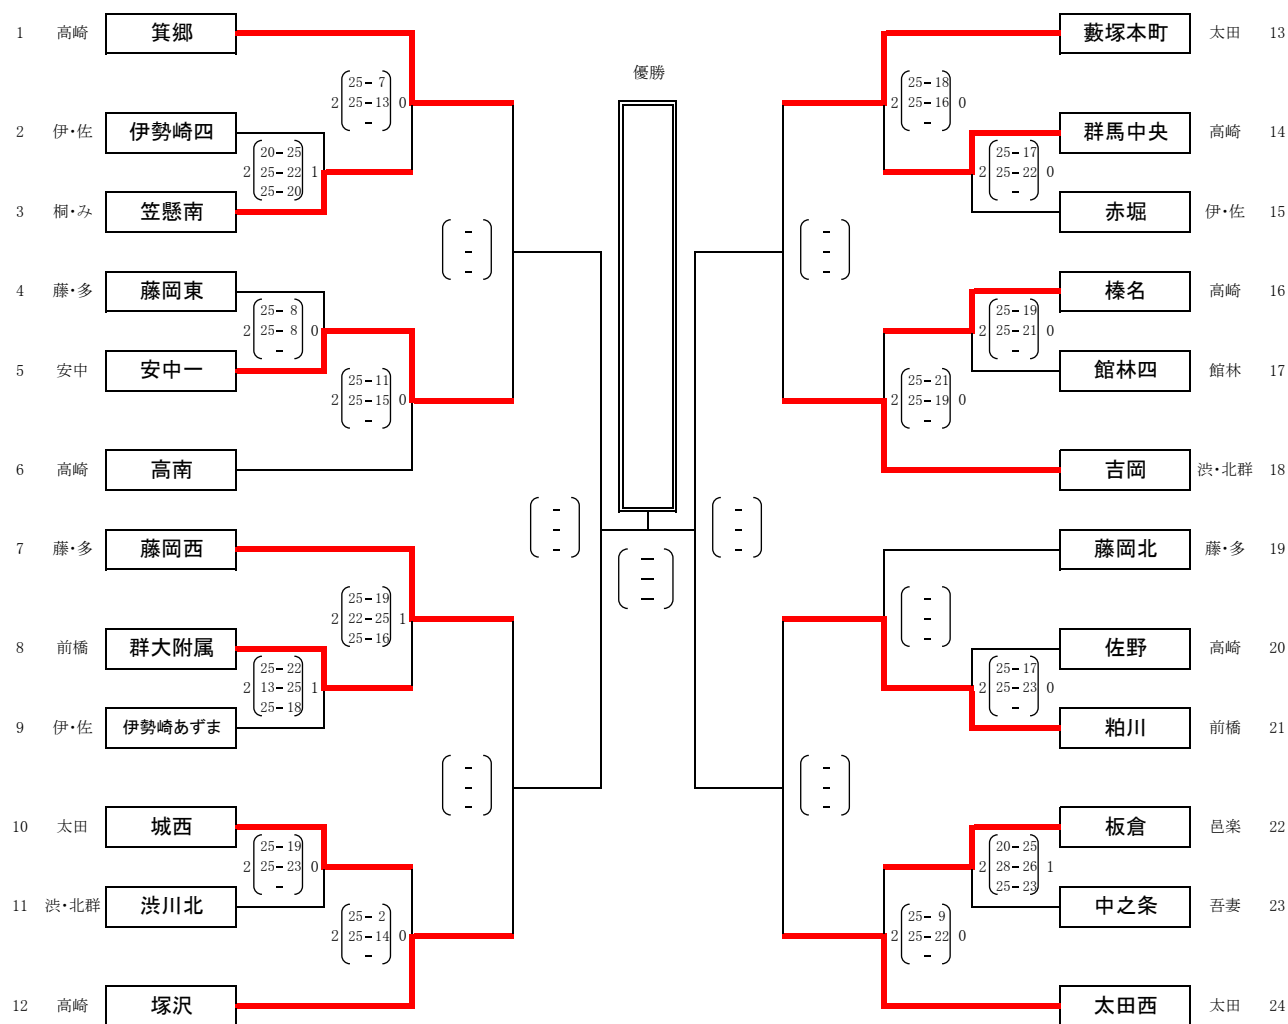 優勝
1 高崎 箕郷
25- 7
2 25-13 0
-
2 伊・佐 伊勢崎四
20-25
2 25-22 1
25-20
3 桐・み 笠懸南
-
-
-
4 藤・多 藤岡東
25- 8
2 25- 8 0
-
5 安中 安中一
25-11
2 25-15 0
-
6 高崎 高南
-
-
-
7 藤・多 藤岡西
25-19
2 22-25 1
25-16
8 前橋 群大附属
25-22
2 13-25 1
25-18
9 伊・佐 伊勢崎あずま
-
-
-
10 太田 城西
25-19
2 25-23 0
-
11 渋・北群 渋川北
25- 2
2 25-14 0
-
12 高崎 塚沢
-
-
-
藪塚本町 太田 13
25-18
2 25-16 0
-
群馬中央 高崎 14
25-17
2 25-22 0
-
赤堀 伊・佐 15
-
-
-
榛名 高崎 16
25-19
2 25-21 0
-
館林四 館林 17
25-21
2 25-19 0
-
吉岡 渋・北群 18
-
-
-
藤岡北 藤・多 19
-
-
-
佐野 高崎 20
25-17
2 25-23 0
-
粕川 前橋 21
-
-
-
板倉 邑楽 22
20-25
2 28-26 1
25-23
中之条 吾妻 23
25- 9
2 25-22 0
-
太田西 太田 24